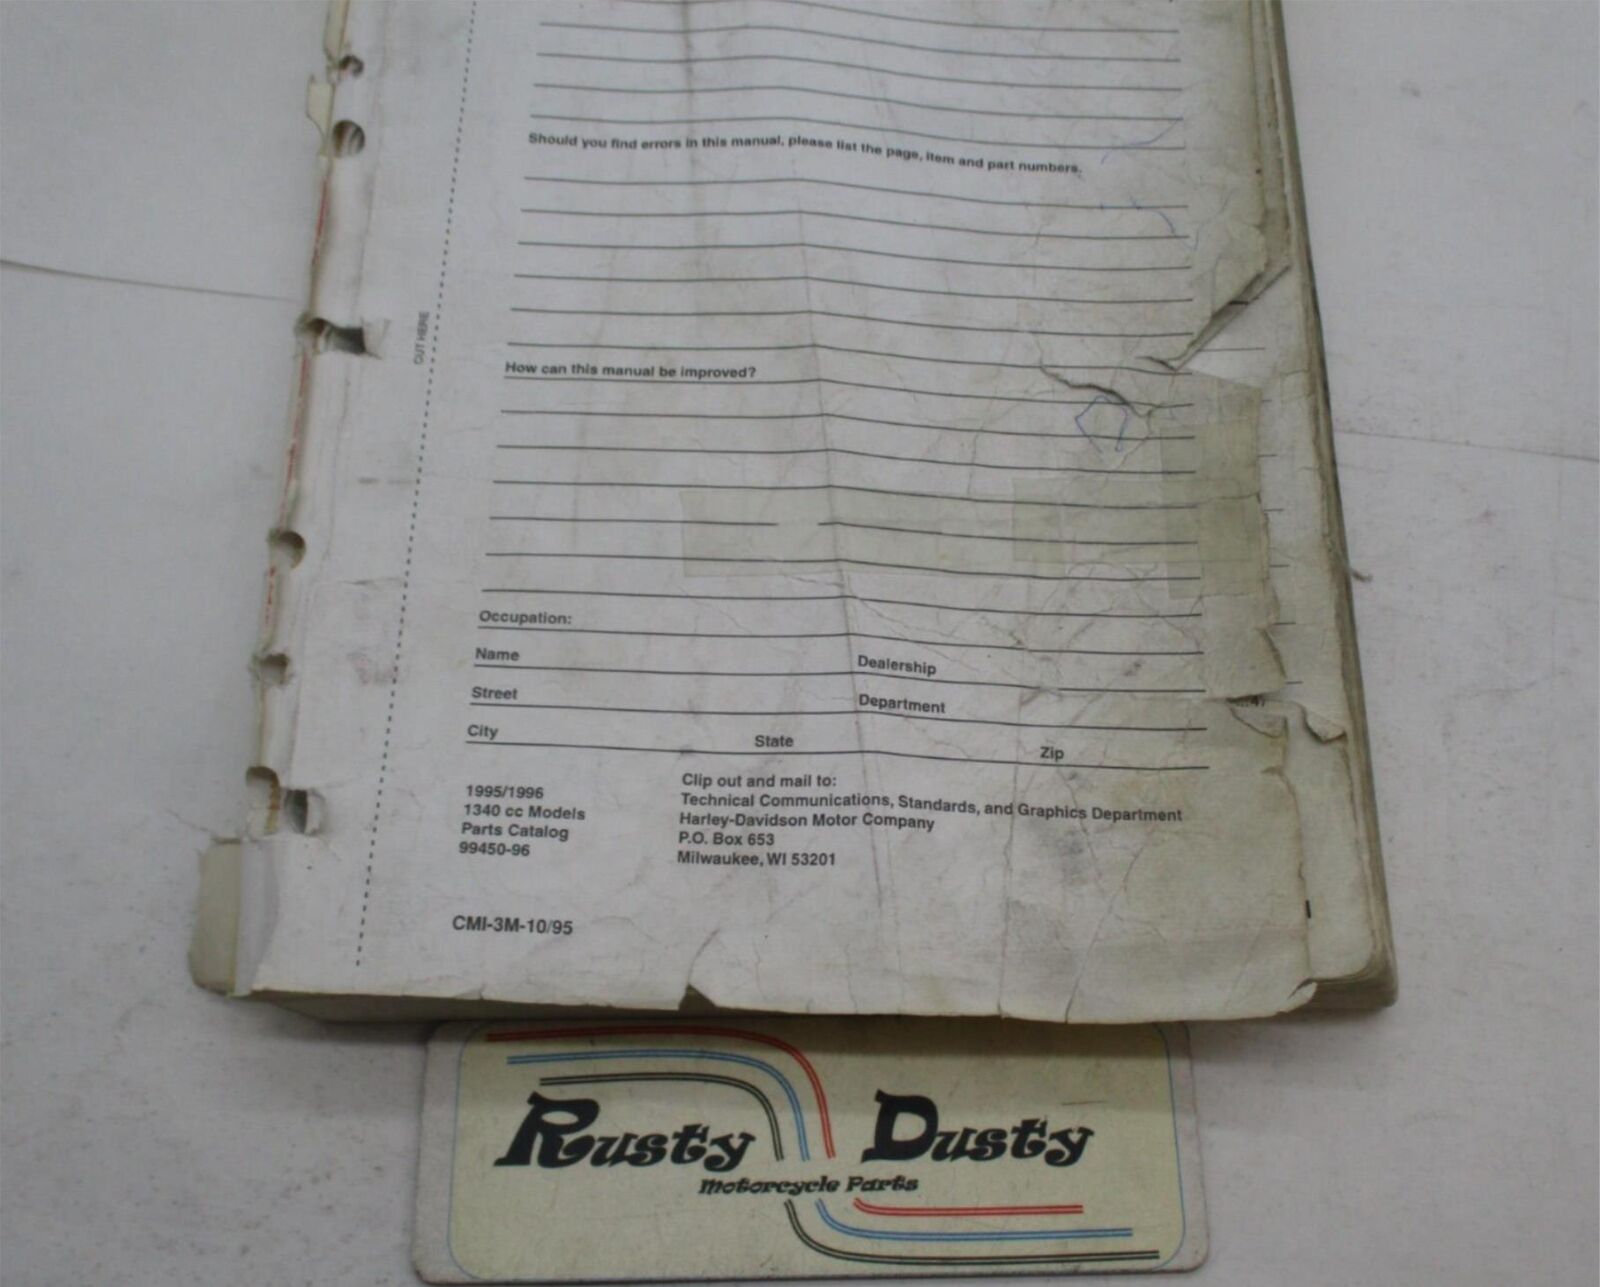 Should you find errors in this manual, please list the page, item and part numbers.
CUT HERE
How can this manual be improved?
Occupation:
Name Dealership
Street Department
City State Zip
1995/1996
1340 cc Models
Parts Catalog
99450-96
Clip out and mail to:
Technical Communications, Standards, and Graphics Department
Harley-Davidson Motor Company
P.O. Box 653
Milwaukee, WI 53201
CMI-3M-10/95
Rusty Dusty
Motorcycle Parts